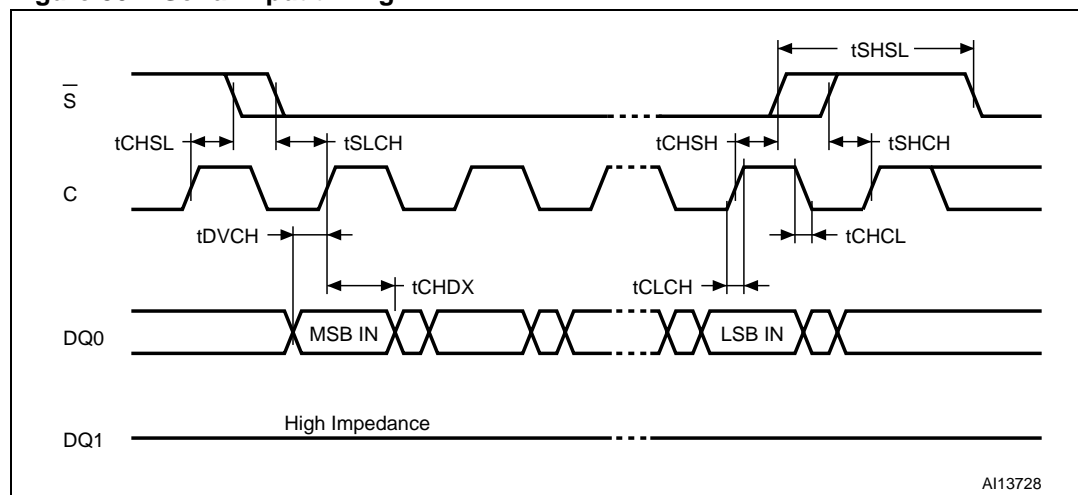 tSHSL
S
tCHSL
tSLCH
tCHSH
tSHCH
C
tDVCH
tCHCL
tCHDX
tCLCH
DQ0
MSB IN
LSB IN
High Impedance
DQ1
AI13728